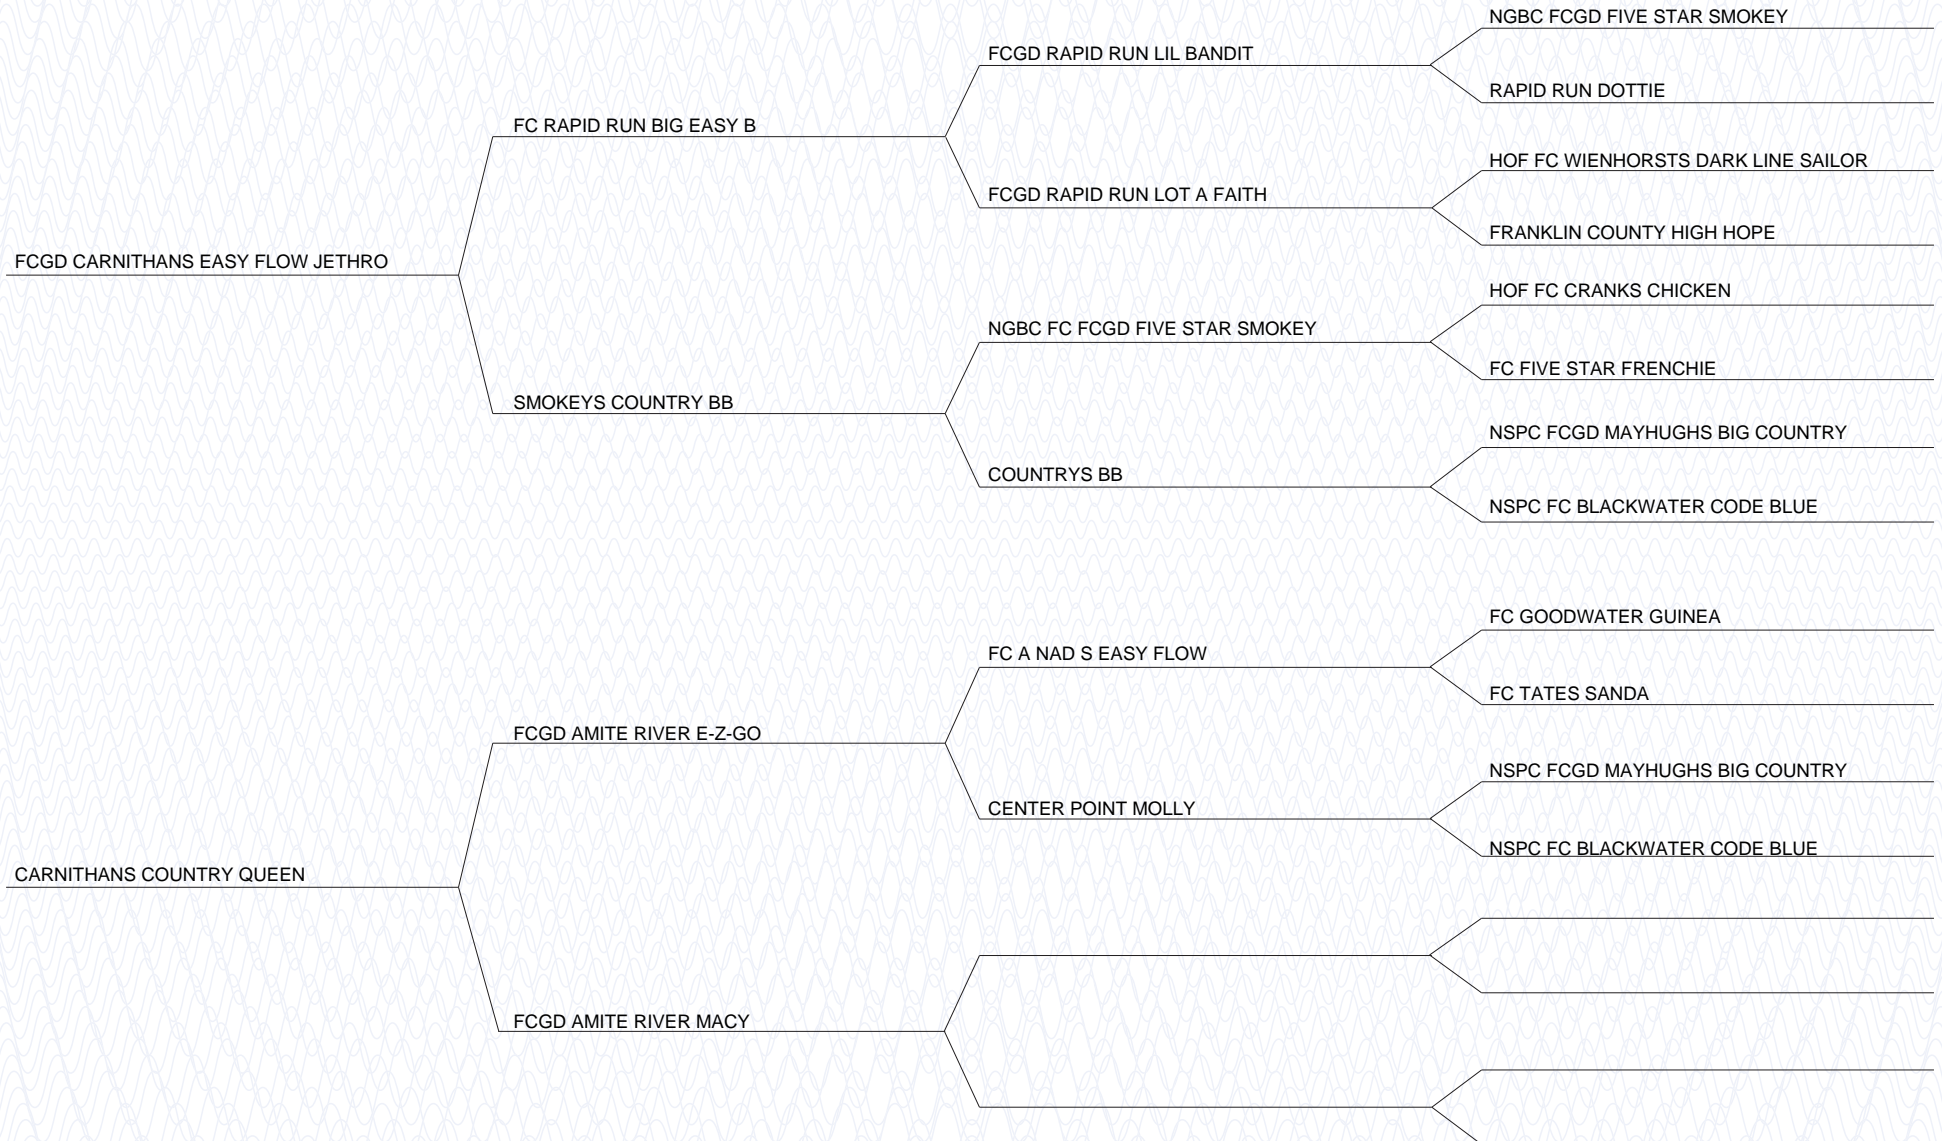 NGBC FCGD FIVE STAR SMOKEY
FCGD RAPID RUN LIL BANDIT
RAPID RUN DOTTIE
FC RAPID RUN BIG EASY B
HOF FC WIENHORSTS DARK LINE SAILOR
FCGD RAPID RUN LOT A FAITH
FRANKLIN COUNTY HIGH HOPE
FCGD CARNITHANS EASY FLOW JETHRO
HOF FC CRANKS CHICKEN
NGBC FC FCGD FIVE STAR SMOKEY
FC FIVE STAR FRENCHIE
SMOKEYS COUNTRY BB
NSPC FCGD MAYHUGHS BIG COUNTRY
COUNTRYS BB
NSPC FC BLACKWATER CODE BLUE
FC GOODWATER GUINEA
FC A NAD S EASY FLOW
FC TATES SANDA
FCGD AMITE RIVER E-Z-GO
NSPC FCGD MAYHUGHS BIG COUNTRY
CENTER POINT MOLLY
NSPC FC BLACKWATER CODE BLUE
CARNITHANS COUNTRY QUEEN
FCGD AMITE RIVER MACY